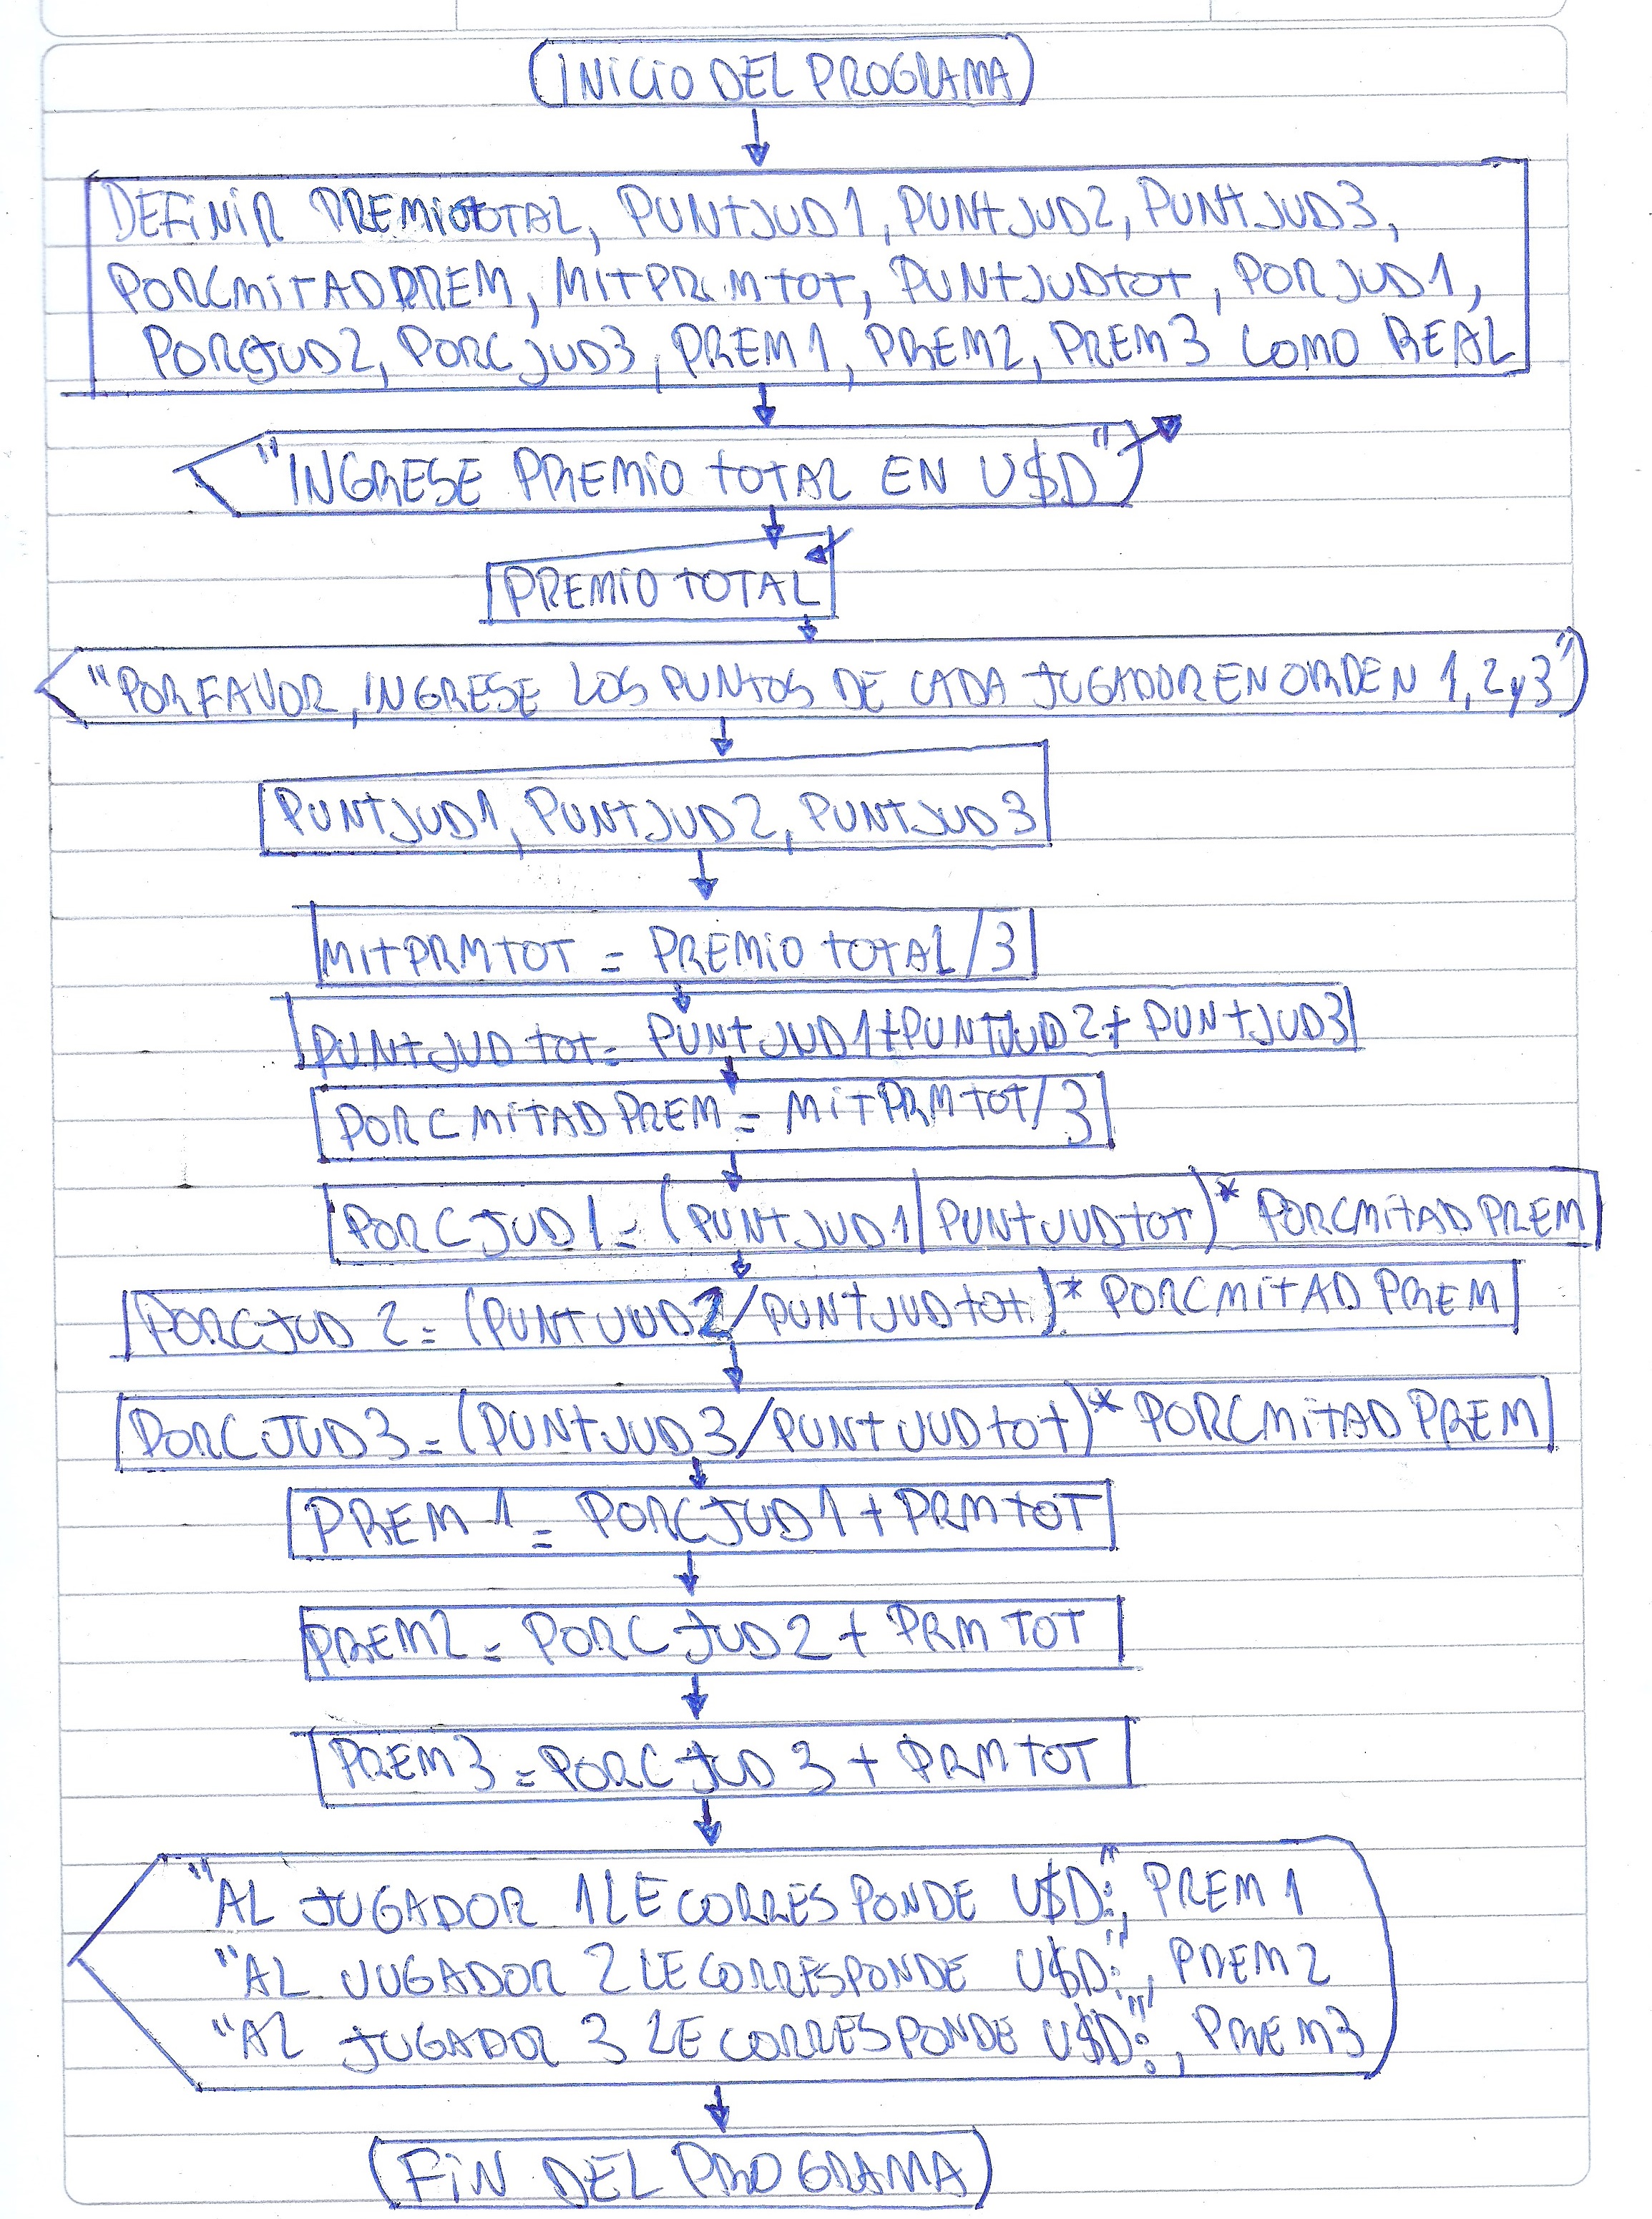 INICIO DEL PROGRAMA
DEFINIR PREMIOTOTAL, PUNTJUD1, PUNTJUD2, PUNTJUD3,
PORCMITADPREM, MITPRMTOT, PUNTJUDTOT, PORJUD1,
PORCJUD2, PORCJUD3, PREM1, PREM2, PREM3 COMO REAL
"INGRESE PREMIO TOTAL EN U$D"
PREMIO TOTAL
"POR FAVOR, INGRESE LOS PUNTOS DE CADA JUGADOR EN ORDEN 1, 2 y 3"
PUNTJUD1, PUNTJUD2, PUNTJUD3
MITPRMTOT = PREMIO TOTAL/3
PUNTJUDTOT = PUNTJUD1+PUNTJUD2+PUNTJUD3
PORCMITADPREM = MITPRMTOT/3
PORCJUD1 = (PUNTJUD1/PUNTJUDTOT)* PORCMITADPREM
PORCJUD2 = (PUNTJUD2/PUNTJUDTOT)* PORCMITADPREM
PORCJUD3 = (PUNTJUD3/PUNTJUDTOT)* PORCMITADPREM
PREM1 = PORCJUD1 + PRMTOT
PREM2 = PORCJUD2 + PRMTOT
PREM3 = PORCJUD3 + PRMTOT
"AL JUGADOR 1 LE CORRESPONDE U$D:", PREM1
"AL JUGADOR 2 LE CORRESPONDE U$D:", PREM2
"AL JUGADOR 3 LE CORRESPONDE U$D:", PREM3
FIN DEL PROGRAMA